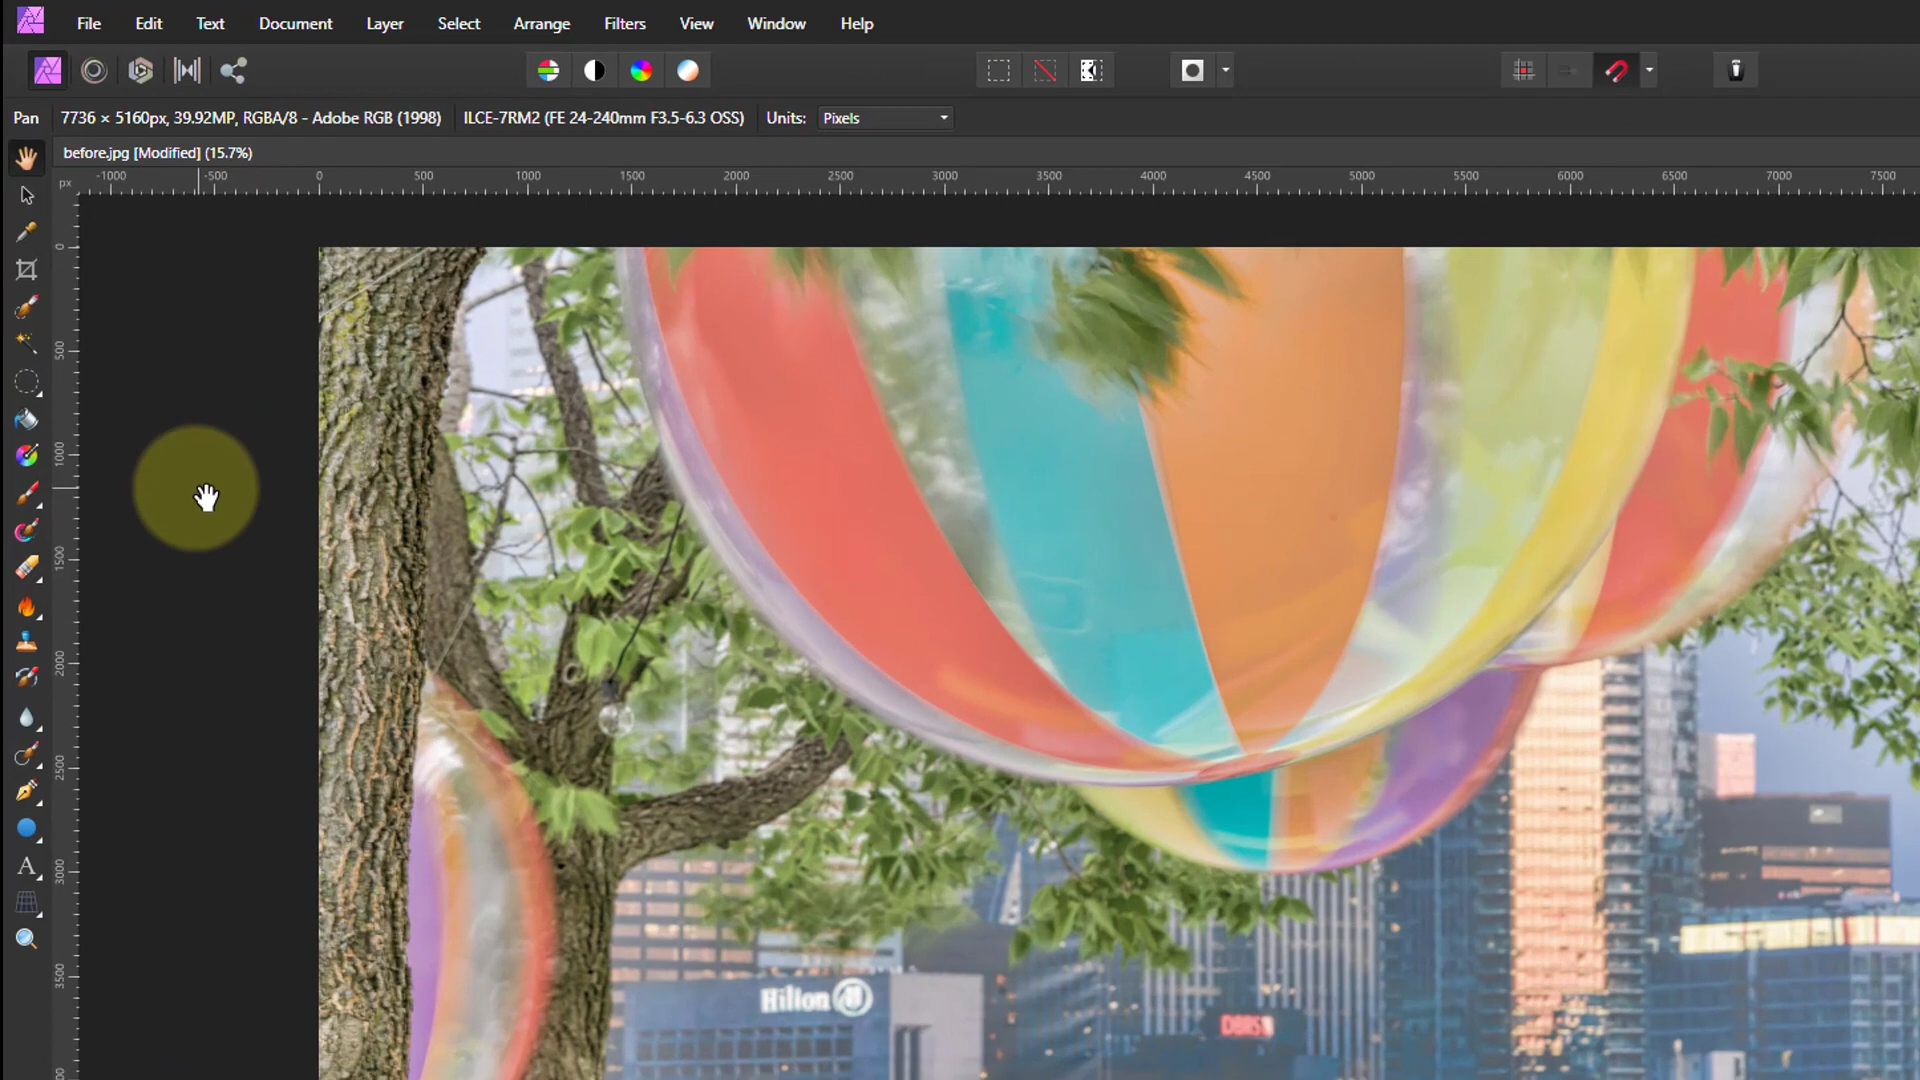 File Edit Text Document Layer Select Arrange Filters View Window Help
Pan 7736 × 5160px, 39.92MP, RGBA/8 - Adobe RGB (1998) ILCE-7RM2 (FE 24-240mm F3.5-6.3 OSS) Units: Pixels
before.jpg [Modified] (15.7%)
px -1000 -500 0 500 1000 1500 2000 2500 3000 3500 4000 4500 5000 5500 6000 6500 7000 7500
0
500
1000
1500
2000
2500
3000
3500
Hilton
DBRS